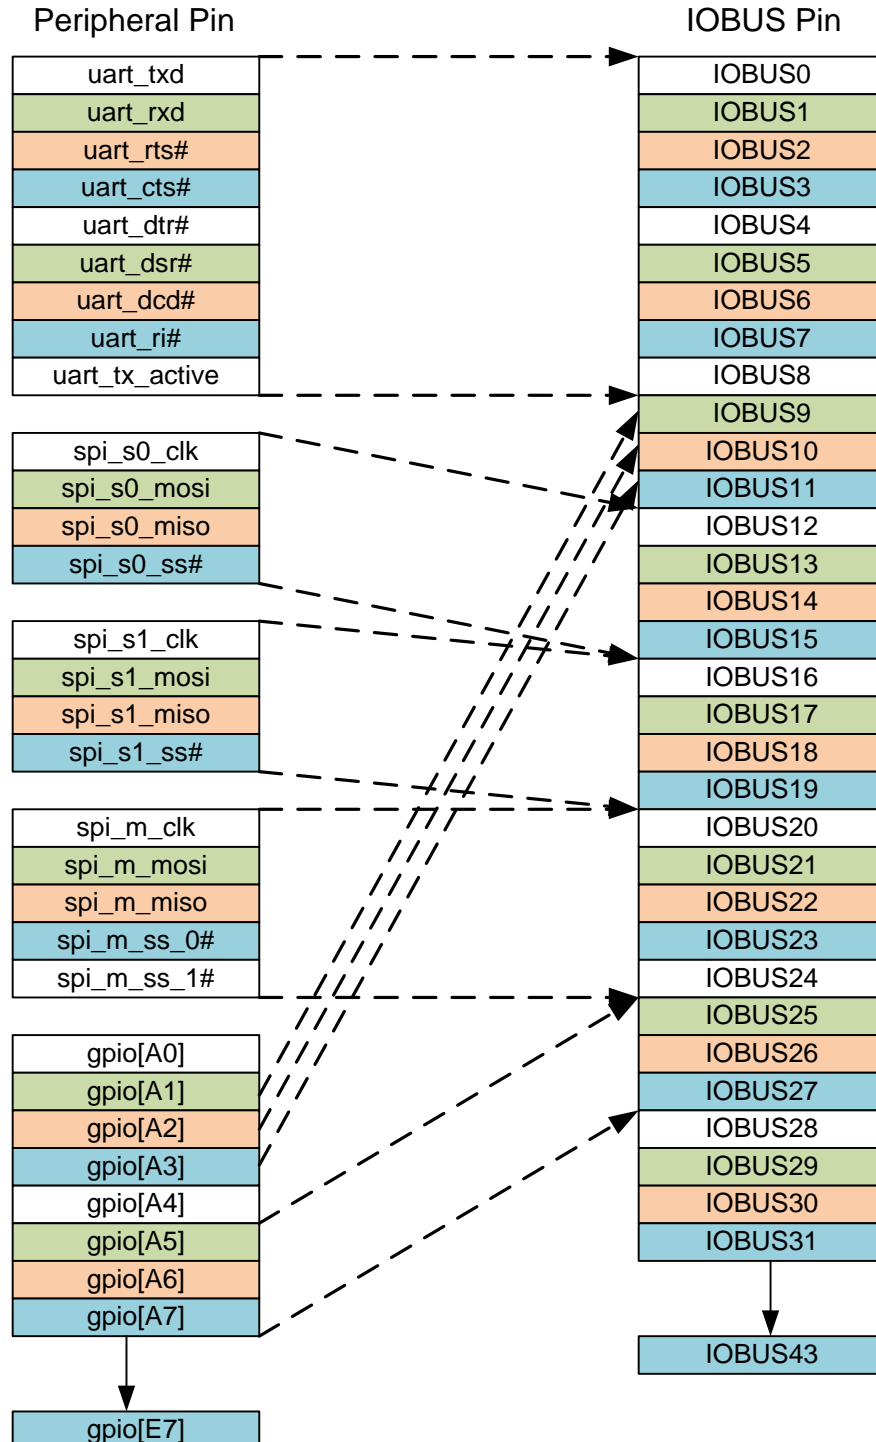 Peripheral Pin
uart_txd
uart_rxd
uart_rts#
uart_cts#
uart_dtr#
uart_dsr#
uart_dcd#
uart_ri#
uart_tx_active
spi_s0_clk
spi_s0_mosi
spi_s0_miso
spi_s0_ss#
spi_s1_clk
spi_s1_mosi
spi_s1_miso
spi_s1_ss#
spi_m_clk
spi_m_mosi
spi_m_miso
spi_m_ss_0#
spi_m_ss_1#
gpio[A0]
gpio[A1]
gpio[A2]
gpio[A3]
gpio[A4]
gpio[A5]
gpio[A6]
gpio[A7]
gpio[E7]
IOBUS Pin
IOBUS0
IOBUS1
IOBUS2
IOBUS3
IOBUS4
IOBUS5
IOBUS6
IOBUS7
IOBUS8
IOBUS9
IOBUS10
IOBUS11
IOBUS12
IOBUS13
IOBUS14
IOBUS15
IOBUS16
IOBUS17
IOBUS18
IOBUS19
IOBUS20
IOBUS21
IOBUS22
IOBUS23
IOBUS24
IOBUS25
IOBUS26
IOBUS27
IOBUS28
IOBUS29
IOBUS30
IOBUS31
IOBUS43